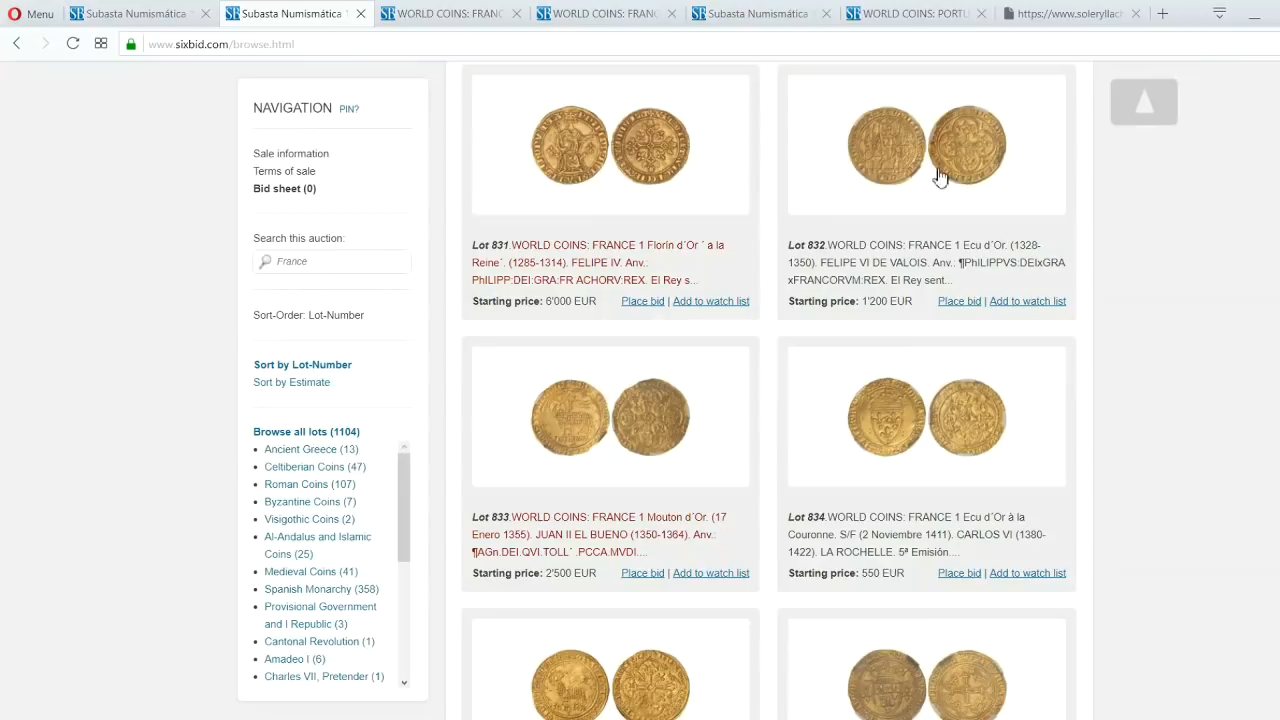 Menu
Subasta Numismática 1
Subasta Numismática 1
WORLD COINS: FRANC
WORLD COINS: FRANC
Subasta Numismática 1
WORLD COINS: PORTU
https://www.soleryllach
www.sixbid.com/browse.html
NAVIGATION PIN?
Sale information
Terms of sale
Bid sheet (0)
Search this auction:
France
Sort-Order: Lot-Number
Sort by Lot-Number
Sort by Estimate
Browse all lots (1104)
Ancient Greece (13)
Celtiberian Coins (47)
Roman Coins (107)
Byzantine Coins (7)
Visigothic Coins (2)
Al-Andalus and Islamic
Coins (25)
Medieval Coins (41)
Spanish Monarchy (358)
Provisional Government
and I Republic (3)
Cantonal Revolution (1)
Amadeo I (6)
Charles VII, Pretender (1)
Lot 831.WORLD COINS: FRANCE 1 Florín d´Or ´ a la
Reine´. (1285-1314). FELIPE IV. Anv.:
PhILIPP:DEI:GRA:FR ACHORV:REX. El Rey s...
Starting price: 6'000 EUR Place bid | Add to watch list
Lot 832.WORLD COINS: FRANCE 1 Ecu d´Or. (1328-
1350). FELIPE VI DE VALOIS. Anv.: ¶PhILIPPVS:DEIxGRA
xFRANCORVM:REX. El Rey sent...
Starting price: 1'200 EUR Place bid | Add to watch list
Lot 833.WORLD COINS: FRANCE 1 Mouton d´Or. (17
Enero 1355). JUAN II EL BUENO (1350-1364). Anv.:
¶AGn.DEI.QVI.TOLL´ .PCCA.MVDI....
Starting price: 2'500 EUR Place bid | Add to watch list
Lot 834.WORLD COINS: FRANCE 1 Ecu d´Or à la
Couronne. S/F (2 Noviembre 1411). CARLOS VI (1380-
1422). LA ROCHELLE. 5ª Emisión....
Starting price: 550 EUR Place bid | Add to watch list